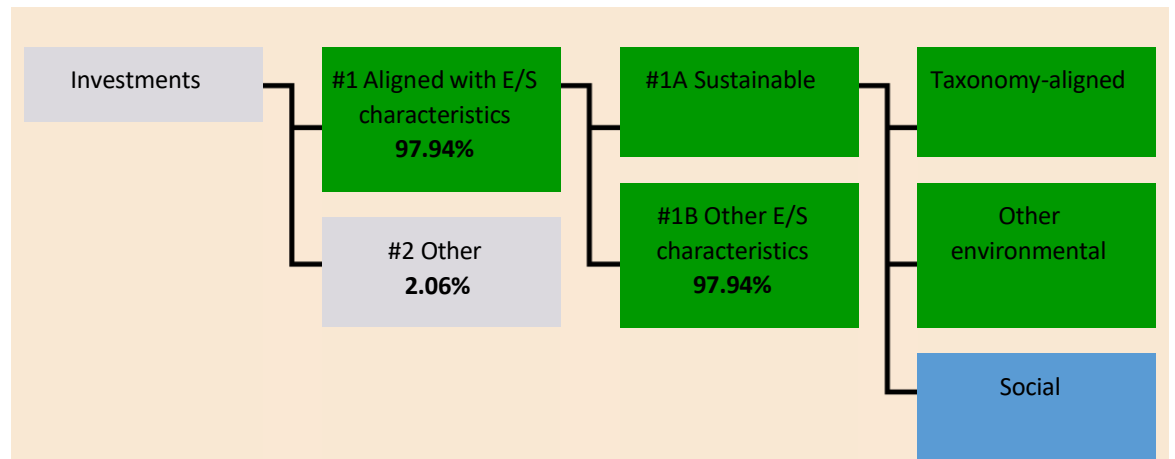 Investments
#1 Aligned with E/S
characteristics
97.94%
#2 Other
2.06%
#1A Sustainable
#1B Other E/S
characteristics
97.94%
Taxonomy-aligned
Other
environmental
Social